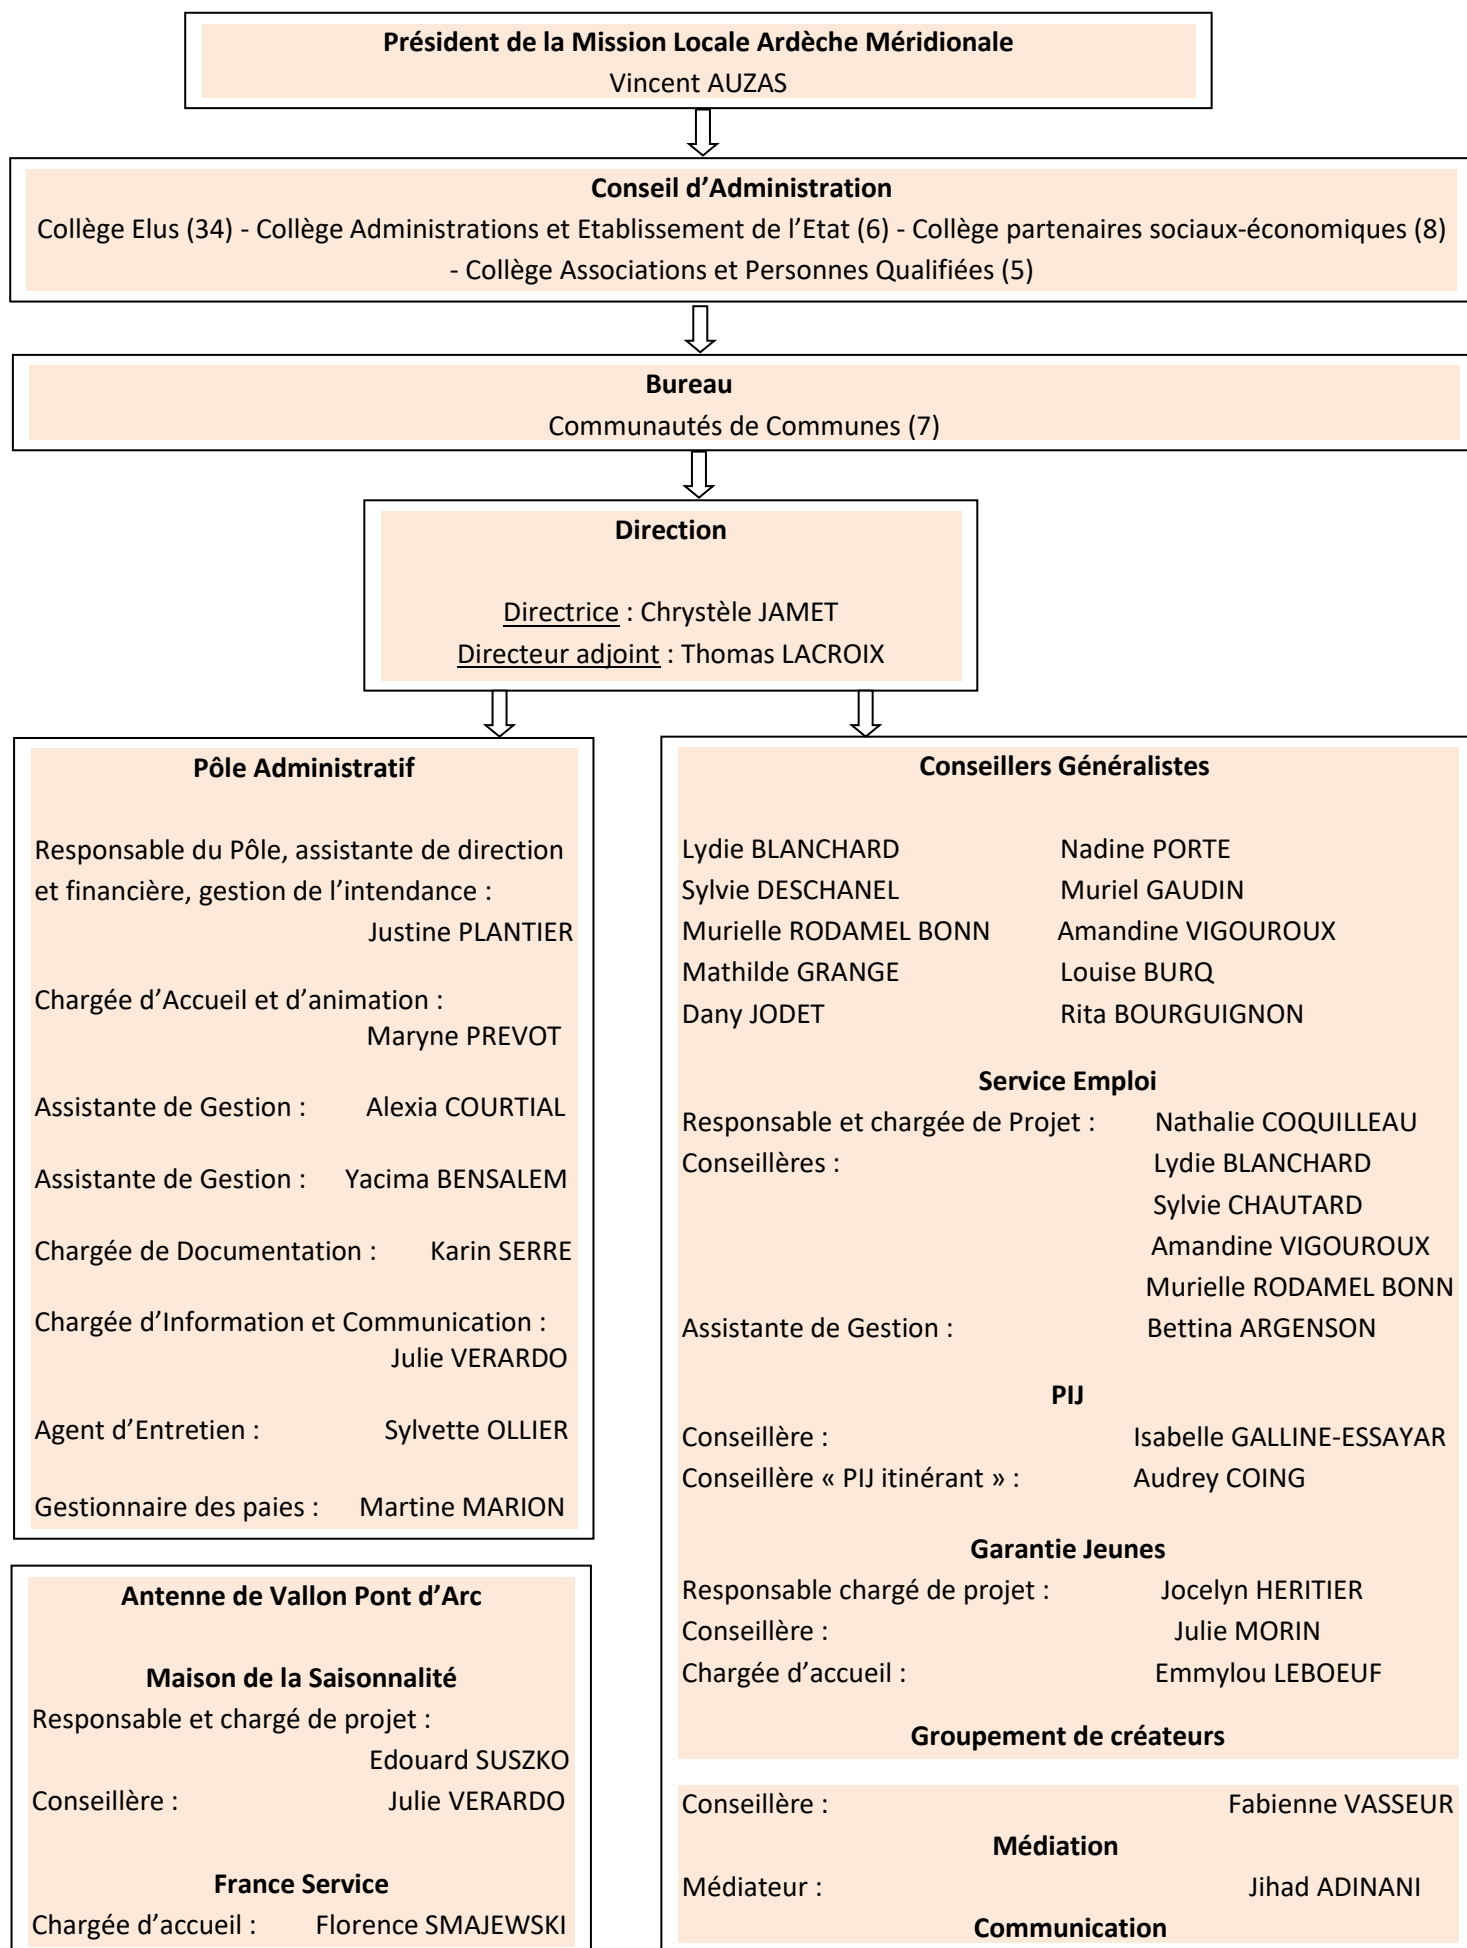 Président de la Mission Locale Ardèche Méridionale
Vincent AUZAS
Conseil d’Administration
Collège Elus (34) - Collège Administrations et Etablissement de l’Etat (6) - Collège partenaires sociaux-économiques (8)
- Collège Associations et Personnes Qualifiées (5)
Bureau
Communautés de Communes (7)
Direction
Directrice : Chrystèle JAMET
Directeur adjoint : Thomas LACROIX
Pôle Administratif
Responsable du Pôle, assistante de direction
et financière, gestion de l’intendance :
Justine PLANTIER
Chargée d’Accueil et d’animation :
Maryne PREVOT
Assistante de Gestion : Alexia COURTIAL
Assistante de Gestion : Yacima BENSALEM
Chargée de Documentation : Karin SERRE
Chargée d’Information et Communication :
Julie VERARDO
Agent d’Entretien : Sylvette OLLIER
Gestionnaire des paies : Martine MARION
Antenne de Vallon Pont d’Arc
Maison de la Saisonnalité
Responsable et chargé de projet :
Edouard SUSZKO
Conseillère : Julie VERARDO
France Service
Chargée d’accueil : Florence SMAJEWSKI
Conseillers Généralistes
Lydie BLANCHARD Nadine PORTE
Sylvie DESCHANEL Muriel GAUDIN
Murielle RODAMEL BONN Amandine VIGOUROUX
Mathilde GRANGE Louise BURQ
Dany JODET Rita BOURGUIGNON
Service Emploi
Responsable et chargée de Projet : Nathalie COQUILLEAU
Conseillères : Lydie BLANCHARD
Sylvie CHAUTARD
Amandine VIGOUROUX
Murielle RODAMEL BONN
Assistante de Gestion : Bettina ARGENSON
PIJ
Conseillère : Isabelle GALLINE-ESSAYAR
Conseillère « PIJ itinérant » : Audrey COING
Garantie Jeunes
Responsable chargé de projet : Jocelyn HERITIER
Conseillère : Julie MORIN
Chargée d’accueil : Emmylou LEBOEUF
Groupement de créateurs
Conseillère : Fabienne VASSEUR
Médiation
Médiateur : Jihad ADINANI
Communication